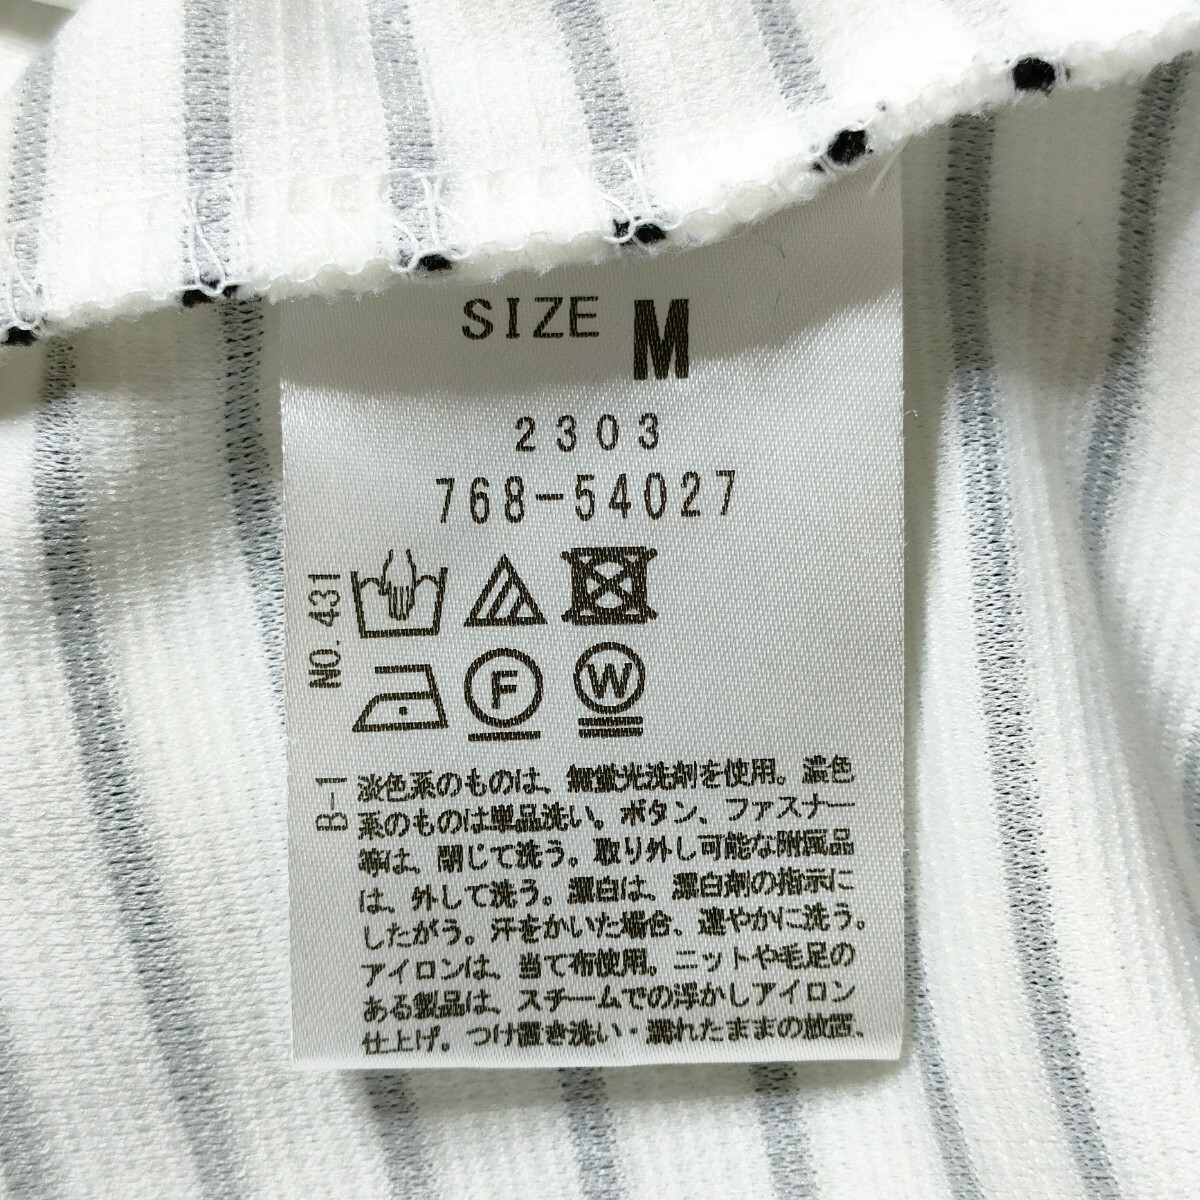 SIZE M
2303
768-54027
NO. 431
F
W
B-1
淡色系のものは、無蛍光洗剤を使用。濃色
系のものは単品洗い。ボタン、ファスナー
等は、閉じて洗う。取り外し可能な附属品
は、外して洗う。漂白は、漂白剤の指示に
したがう。汗をかいた場合、速やかに洗う。
アイロンは、当て布使用。ニットや毛足の
ある製品は、スチームでの浮かしアイロン
仕上げ。つけ置き洗い・濡れたままの放置、